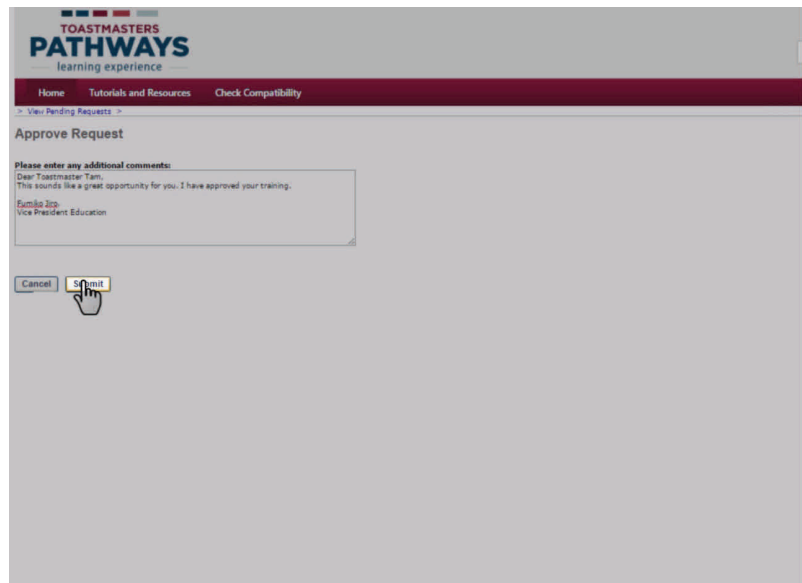 TOASTMASTERS
PATHWAYS
learning experience
Home Tutorials and Resources Check Compatibility
> View Pending Requests >
Approve Request
Please enter any additional comments:
Dear Toastmaster Tam,
This sounds like a great opportunity for you. I have approved your training.
Fumiko Jiro,
Vice President Education
Cancel Submit